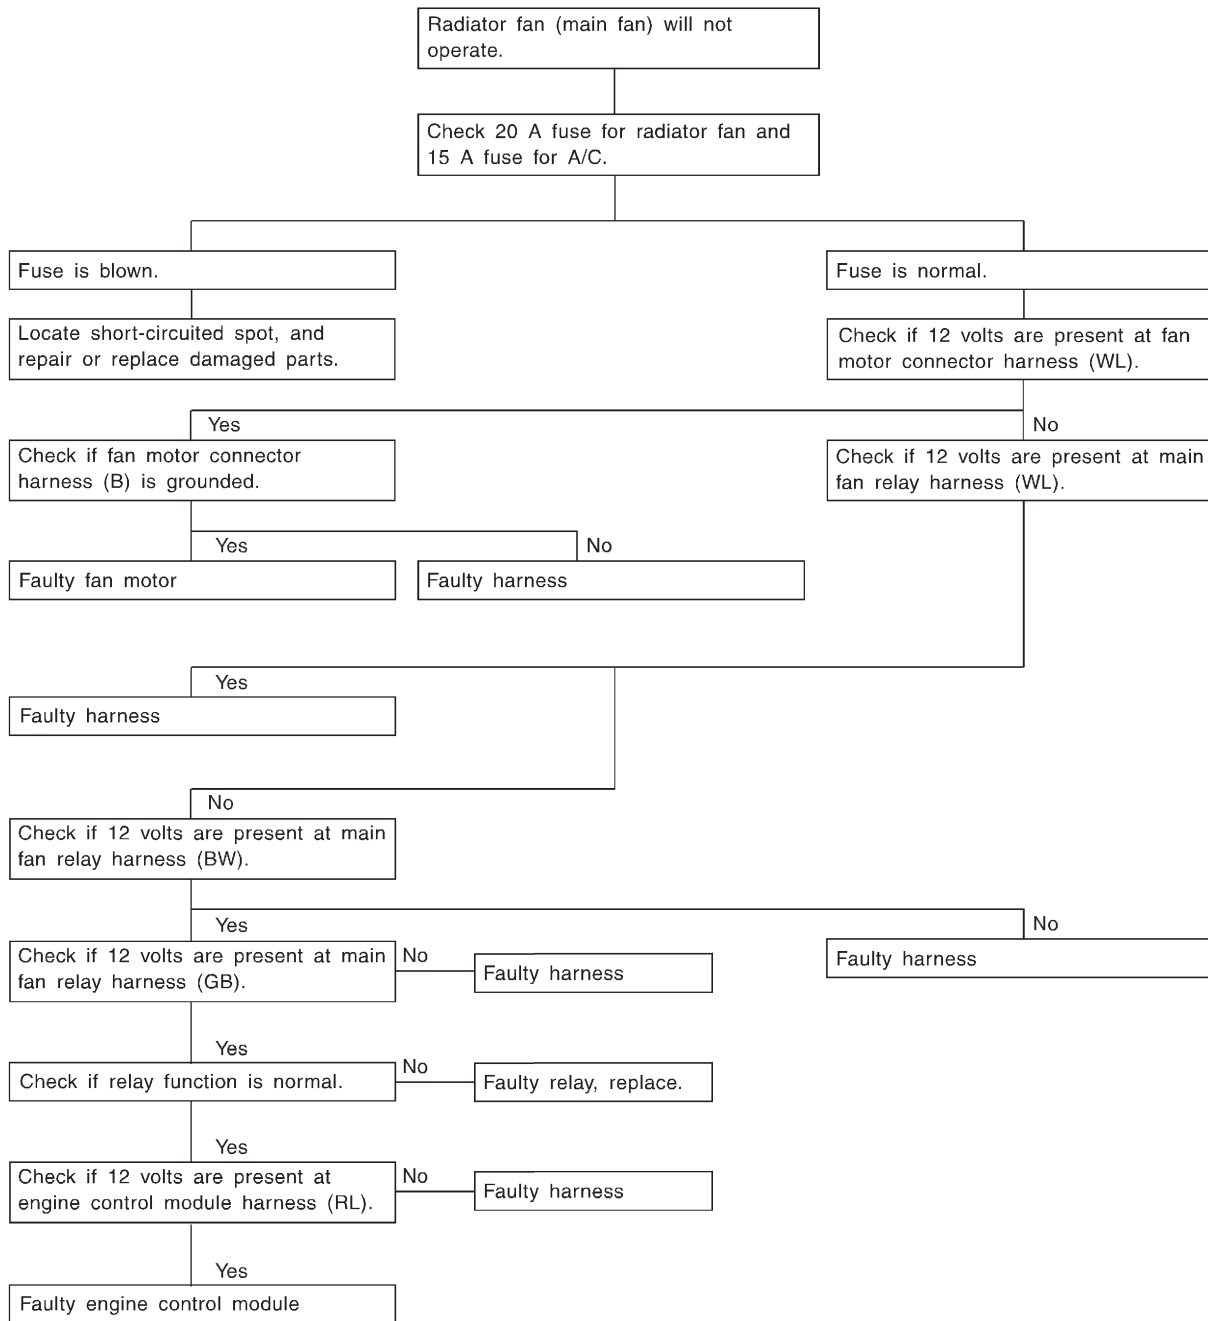 Radiator fan (main fan) will not
operate.
Check 20 A fuse for radiator fan and
15 A fuse for A/C.
Fuse is blown.
Fuse is normal.
Locate short-circuited spot, and
repair or replace damaged parts.
Check if 12 volts are present at fan
motor connector harness (WL).
Yes
No
Check if fan motor connector
harness (B) is grounded.
Check if 12 volts are present at main
fan relay harness (WL).
Yes
No
Faulty fan motor
Faulty harness
Yes
Faulty harness
No
Check if 12 volts are present at main
fan relay harness (BW).
Yes
No
Check if 12 volts are present at main
fan relay harness (GB).
No
Faulty harness
Faulty harness
Yes
Check if relay function is normal.
No
Faulty relay, replace.
Yes
Check if 12 volts are present at
engine control module harness (RL).
No
Faulty harness
Yes
Faulty engine control module